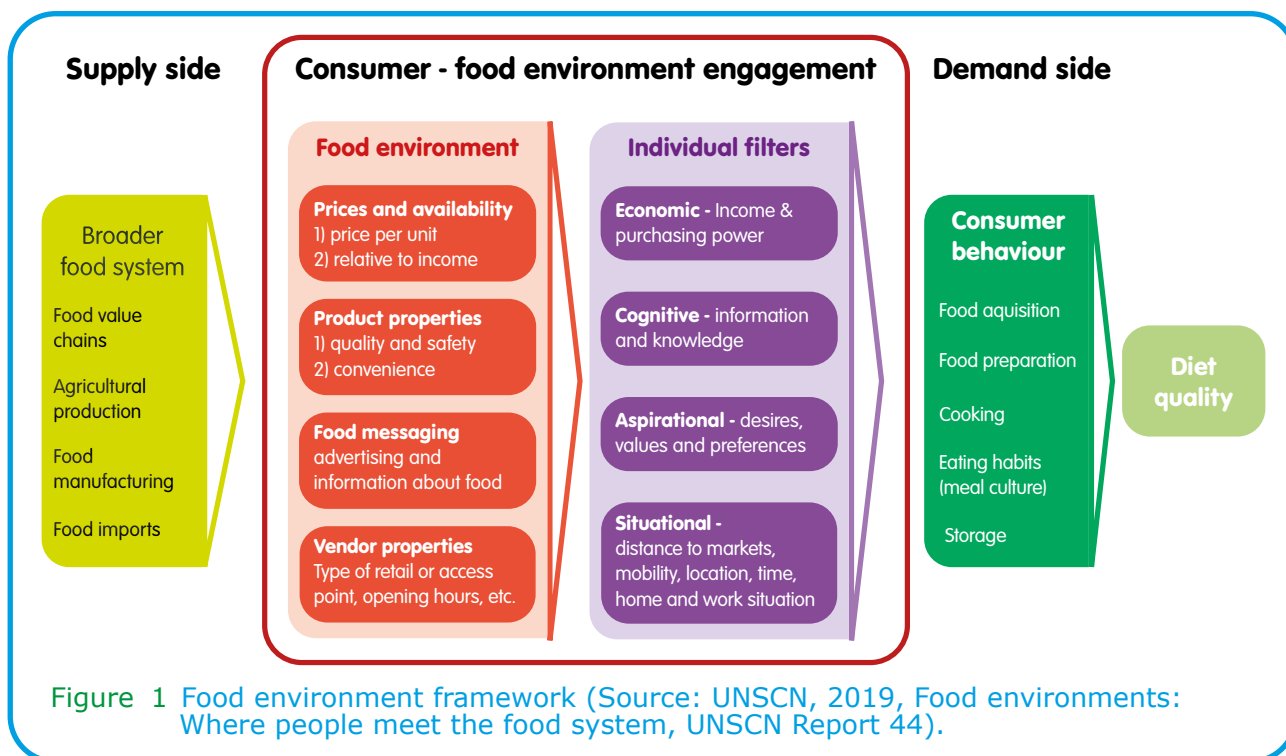 Supply side
Consumer - food environment engagement
Demand side
Broader
food system
Food value
chains
Agricultural
production
Food
manufacturing
Food imports
Food environment
Prices and availability
1) price per unit
2) relative to income
Product properties
1) quality and safety
2) convenience
Food messaging
advertising and
information about food
Vendor properties
Type of retail or access
point, opening hours, etc.
Individual filters
Economic - Income &
purchasing power
Cognitive - information
and knowledge
Aspirational - desires,
values and preferences
Situational -
distance to markets,
mobility, location, time,
home and work situation
Consumer
behaviour
Food aquisition
Food preparation
Cooking
Eating habits
(meal culture)
Storage
Diet
quality
Figure 1 Food environment framework (Source: UNSCN, 2019, Food environments:
Where people meet the food system, UNSCN Report 44).